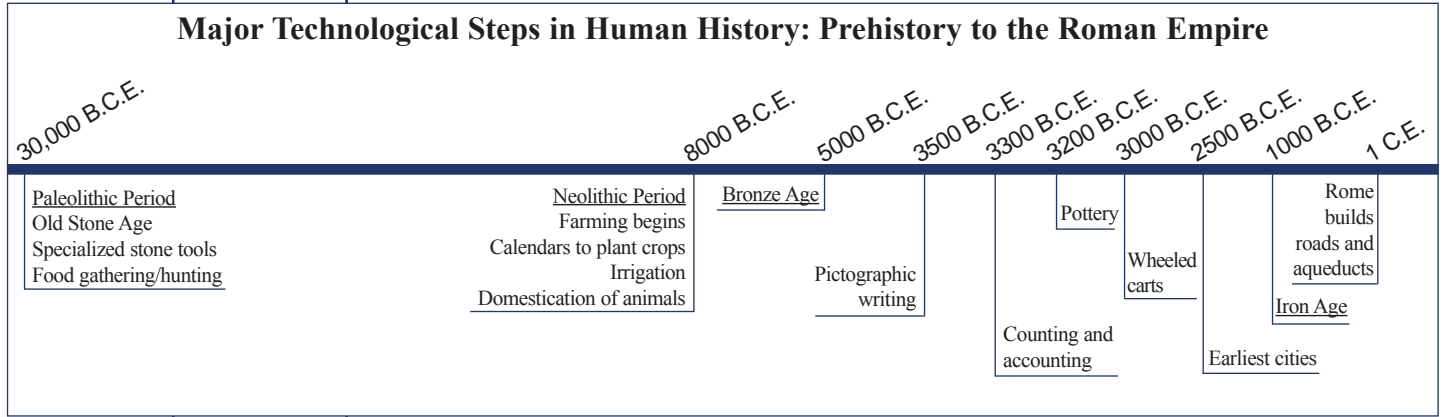 Major Technological Steps in Human History: Prehistory to the Roman Empire
30,000 B.C.E.
8000 B.C.E.
5000 B.C.E.
3500 B.C.E.
3300 B.C.E.
3200 B.C.E.
3000 B.C.E.
2500 B.C.E.
1000 B.C.E.
1 C.E.
Paleolithic Period
Old Stone Age
Specialized stone tools
Food gathering/hunting
Neolithic Period
Farming begins
Calendars to plant crops
Irrigation
Domestication of animals
Bronze Age
Pictographic
writing
Counting and
accounting
Pottery
Wheeled
carts
Earliest cities
Iron Age
Rome
builds
roads and
aqueducts